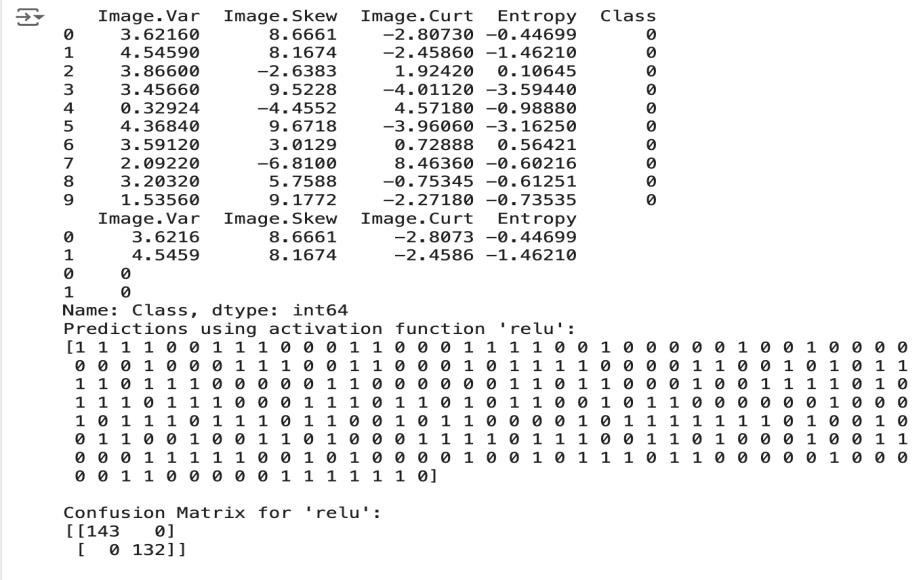 Image.Var  Image.Skew  Image.Curt  Entropy  Class
0    3.62160      8.6661    -2.80730 -0.44699      0
1    4.54590      8.1674    -2.45860 -1.46210      0
2    3.86600     -2.6383     1.92420  0.10645      0
3    3.45660      9.5228    -4.01120 -3.59440      0
4    0.32924     -4.4552     4.57180 -0.98880      0
5    4.36840      9.6718    -3.96060 -3.16250      0
6    3.59120      3.0129     0.72888  0.56421      0
7    2.09220     -6.8100     8.46360 -0.60216      0
8    3.20320      5.7588    -0.75345 -0.61251      0
9    1.53560      9.1772    -2.27180 -0.73535      0
   Image.Var  Image.Skew  Image.Curt  Entropy
0     3.6216      8.6661     -2.8073 -0.44699
1     4.5459      8.1674     -2.4586 -1.46210
0    0
1    0
Name: Class, dtype: int64
Predictions using activation function 'relu':
[1 1 1 1 0 0 1 1 1 0 0 0 1 1 0 0 0 1 1 1 1 0 0 1 0 0 0 0 0 1 0 0 1 0 0 0 0
 0 0 0 1 0 0 0 1 1 1 0 0 1 1 0 0 0 1 0 1 1 1 1 0 0 0 0 1 1 0 0 1 0 1 0 1 1
 1 1 0 1 1 1 0 0 0 0 0 1 1 0 0 0 0 0 0 1 1 0 1 1 0 0 0 1 0 0 1 1 1 1 0 1 0
 1 1 1 0 1 1 1 0 0 0 1 1 1 0 1 1 0 1 0 1 1 0 0 1 0 1 1 0 0 0 0 0 0 1 0 0 0
 1 0 1 1 1 0 1 1 1 0 1 1 0 0 1 0 1 1 0 0 0 0 1 0 1 1 1 1 1 1 1 1 0 1 0 0 1 0
 0 1 1 0 0 1 0 0 1 1 0 1 0 0 0 1 1 1 1 0 1 1 1 0 0 1 1 0 1 0 0 0 1 0 0 1 1
 0 0 0 1 1 1 1 1 0 0 1 0 1 0 0 0 0 1 0 0 1 0 1 1 1 0 1 1 0 0 0 0 0 1 0 0 0
 0 0 1 1 0 0 0 0 0 1 1 1 1 1 1 0]
Confusion Matrix for 'relu':
[[143   0]
 [  0 132]]